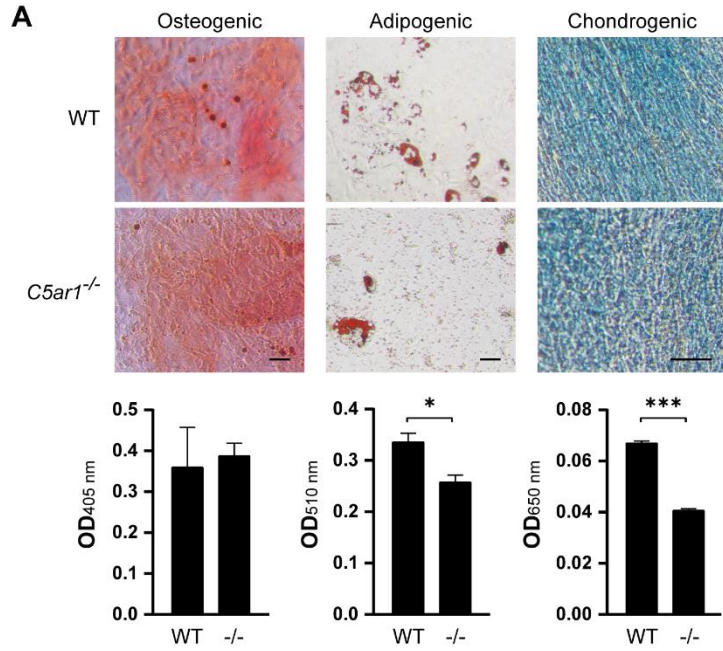 A
Osteogenic Adipogenic Chondrogenic
WT
C5ar1-/-
* ***
0.5 0.4 0.08
0.4 0.3 0.06
0.3 0.2 0.04
0.2 0.1 0.02
0.1
0.0 0.0 0.00
OD405 nm OD510 nm OD650 nm
WT -/- WT -/- WT -/-